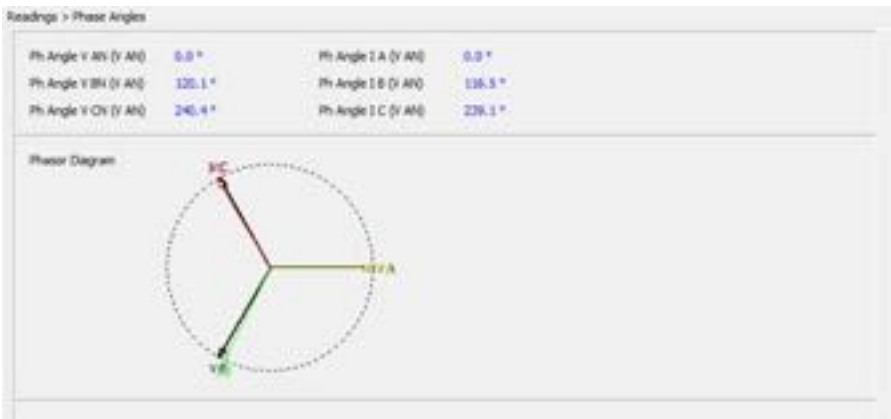 Readings > Phase Angles
Ph Angle V AN (V AN) 0.0 ° Ph Angle I A (V AN) 0.0 °
Ph Angle V BN (V AN) 120.1 ° Ph Angle I B (V AN) 116.5 °
Ph Angle V CN (V AN) 240.4 ° Ph Angle I C (V AN) 239.1 °
Phasor Diagram